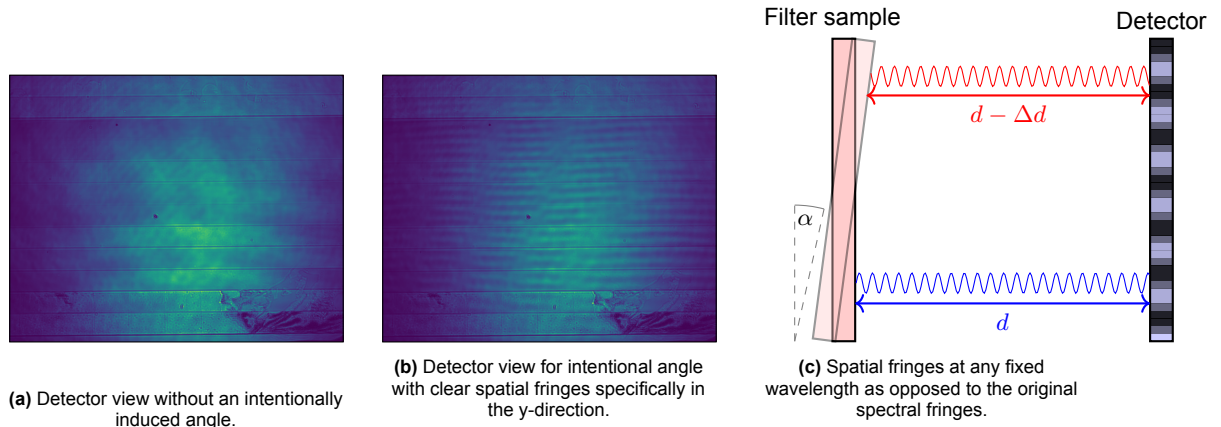 Filter sample
Detector
d − Δd
α
d
(a) Detector view without an intentionally
induced angle.
(b) Detector view for intentional angle
with clear spatial fringes specifically in
the y-direction.
(c) Spatial fringes at any fixed
wavelength as opposed to the original
spectral fringes.